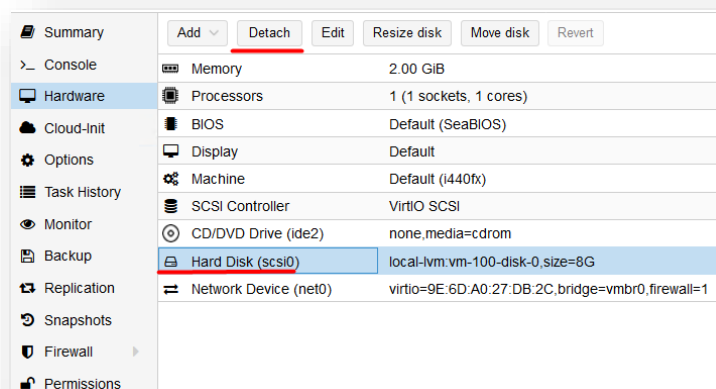 Summary
Console
Hardware
Cloud-Init
Options
Task History
Monitor
Backup
Replication
Snapshots
Firewall
Permissions
Add Detach Edit Resize disk Move disk Revert
Memory 2.00 GiB
Processors 1 (1 sockets, 1 cores)
BIOS Default (SeaBIOS)
Display Default
Machine Default (i440fx)
SCSI Controller VirtIO SCSI
CD/DVD Drive (ide2) none,media=cdrom
Hard Disk (scsi0) local-lvm:vm-100-disk-0,size=8G
Network Device (net0) virtio=9E:6D:A0:27:DB:2C,bridge=vmbr0,firewall=1